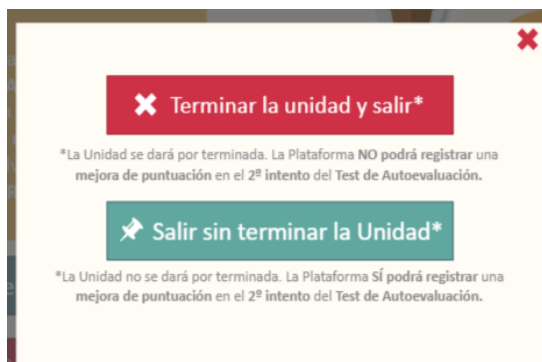 Terminar la unidad y salir*
*La Unidad se dará por terminada. La Plataforma NO podrá registrar una
mejora de puntuación en el 2º intento del Test de Autoevaluación.
Salir sin terminar la Unidad*
*La Unidad no se dará por terminada. La Plataforma SÍ podrá registrar una
mejora de puntuación en el 2º intento del Test de Autoevaluación.